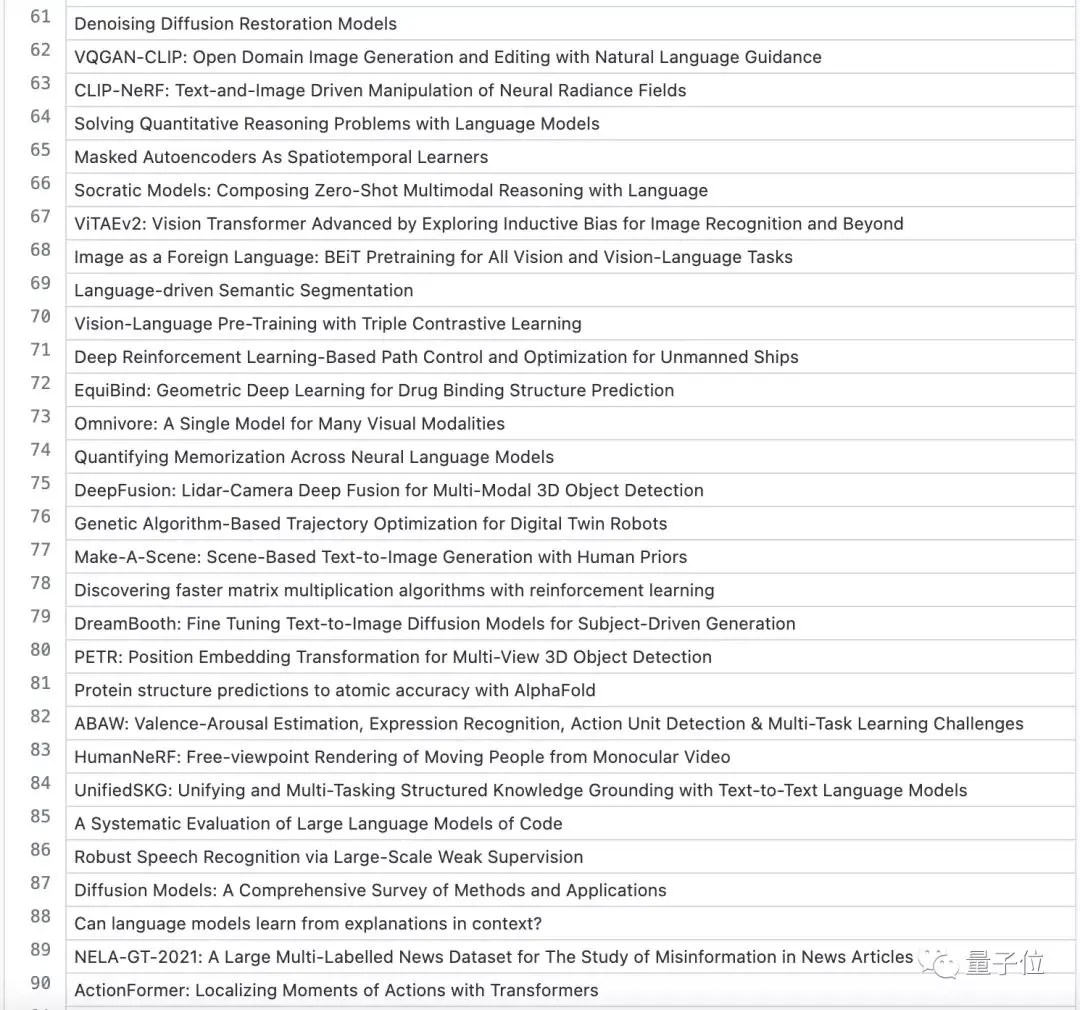 61 Denoising Diffusion Restoration Models
62 VQGAN-CLIP: Open Domain Image Generation and Editing with Natural Language Guidance
63 CLIP-NeRF: Text-and-Image Driven Manipulation of Neural Radiance Fields
64 Solving Quantitative Reasoning Problems with Language Models
65 Masked Autoencoders As Spatiotemporal Learners
66 Socratic Models: Composing Zero-Shot Multimodal Reasoning with Language
67 ViTAEv2: Vision Transformer Advanced by Exploring Inductive Bias for Image Recognition and Beyond
68 Image as a Foreign Language: BEiT Pretraining for All Vision and Vision-Language Tasks
69 Language-driven Semantic Segmentation
70 Vision-Language Pre-Training with Triple Contrastive Learning
71 Deep Reinforcement Learning-Based Path Control and Optimization for Unmanned Ships
72 EquiBind: Geometric Deep Learning for Drug Binding Structure Prediction
73 Omnivore: A Single Model for Many Visual Modalities
74 Quantifying Memorization Across Neural Language Models
75 DeepFusion: Lidar-Camera Deep Fusion for Multi-Modal 3D Object Detection
76 Genetic Algorithm-Based Trajectory Optimization for Digital Twin Robots
77 Make-A-Scene: Scene-Based Text-to-Image Generation with Human Priors
78 Discovering faster matrix multiplication algorithms with reinforcement learning
79 DreamBooth: Fine Tuning Text-to-Image Diffusion Models for Subject-Driven Generation
80 PETR: Position Embedding Transformation for Multi-View 3D Object Detection
81 Protein structure predictions to atomic accuracy with AlphaFold
82 ABAW: Valence-Arousal Estimation, Expression Recognition, Action Unit Detection & Multi-Task Learning Challenges
83 HumanNeRF: Free-viewpoint Rendering of Moving People from Monocular Video
84 UnifiedSKG: Unifying and Multi-Tasking Structured Knowledge Grounding with Text-to-Text Language Models
85 A Systematic Evaluation of Large Language Models of Code
86 Robust Speech Recognition via Large-Scale Weak Supervision
87 Diffusion Models: A Comprehensive Survey of Methods and Applications
88 Can language models learn from explanations in context?
89 NELA-GT-2021: A Large Multi-Labelled News Dataset for The Study of Misinformation in News Articles
量子位
90 ActionFormer: Localizing Moments of Actions with Transformers